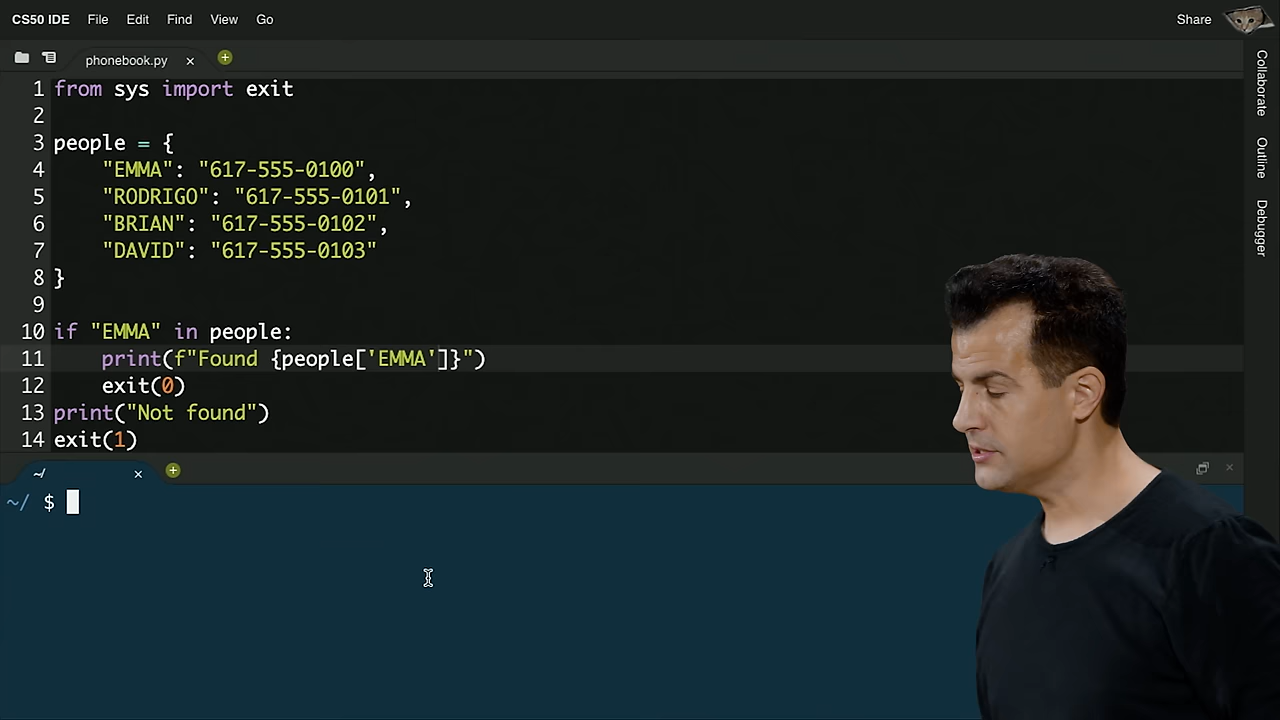 CS50 IDE File Edit Find View Go Share
phonebook.py
1 from sys import exit
2
3 people = {
4     "EMMA": "617-555-0100",
5     "RODRIGO": "617-555-0101",
6     "BRIAN": "617-555-0102",
7     "DAVID": "617-555-0103"
8 }
9
10 if "EMMA" in people:
11     print(f"Found {people['EMMA']}")
12     exit(0)
13 print("Not found")
14 exit(1)
~/
~/ $
Collaborate
Outline
Debugger